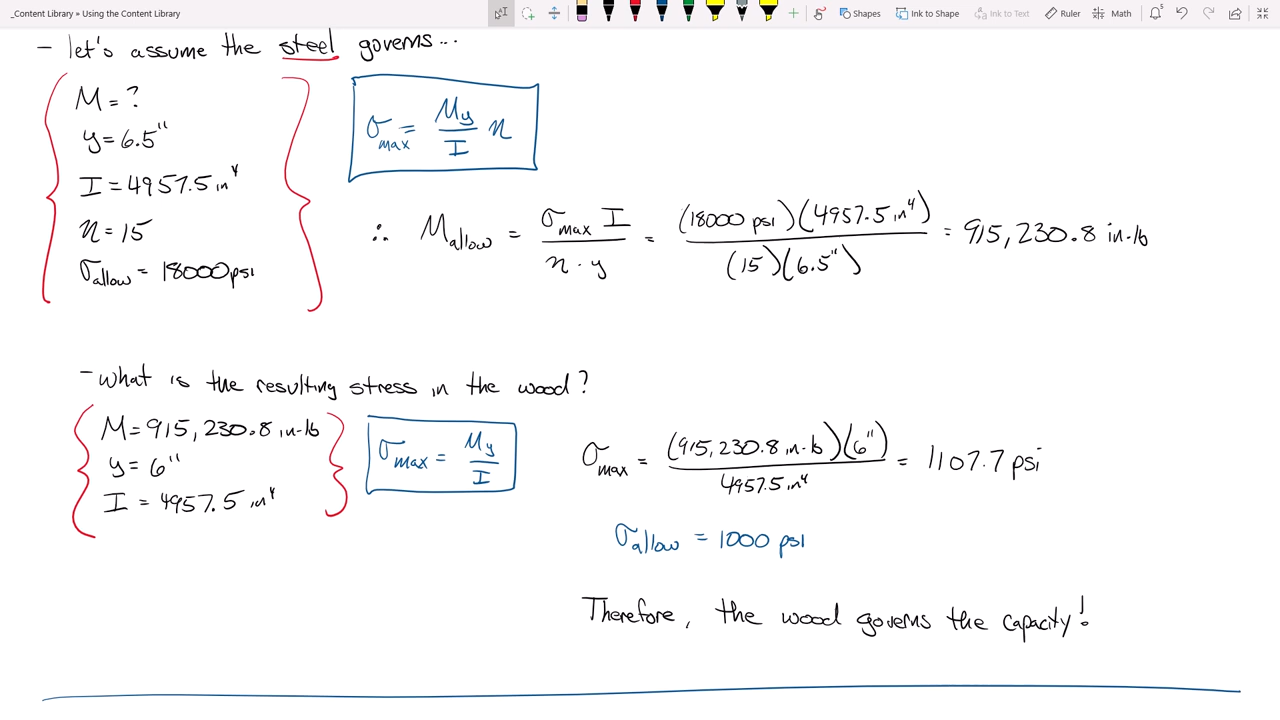 _Content Library » Using the Content Library
Shapes
Ink to Shape
Ink to Text
Ruler
Math
- let's assume the steel governs...
M = ?
y = 6.5"
I = 4957.5 in⁴
n = 15
σallow = 18000 psi
σmax = My/I n
∴ Mallow = σmax I / n · y = (18000 psi)(4957.5 in⁴) / (15)(6.5") = 915,230.8 in·lb
- what is the resulting stress in the wood?
M = 915,230.8 in·lb
y = 6"
I = 4957.5 in⁴
σmax = My/I
σmax = (915,230.8 in·lb)(6") / 4957.5 in⁴ = 1107.7 psi
σallow = 1000 psi
Therefore, the wood governs the capacity!